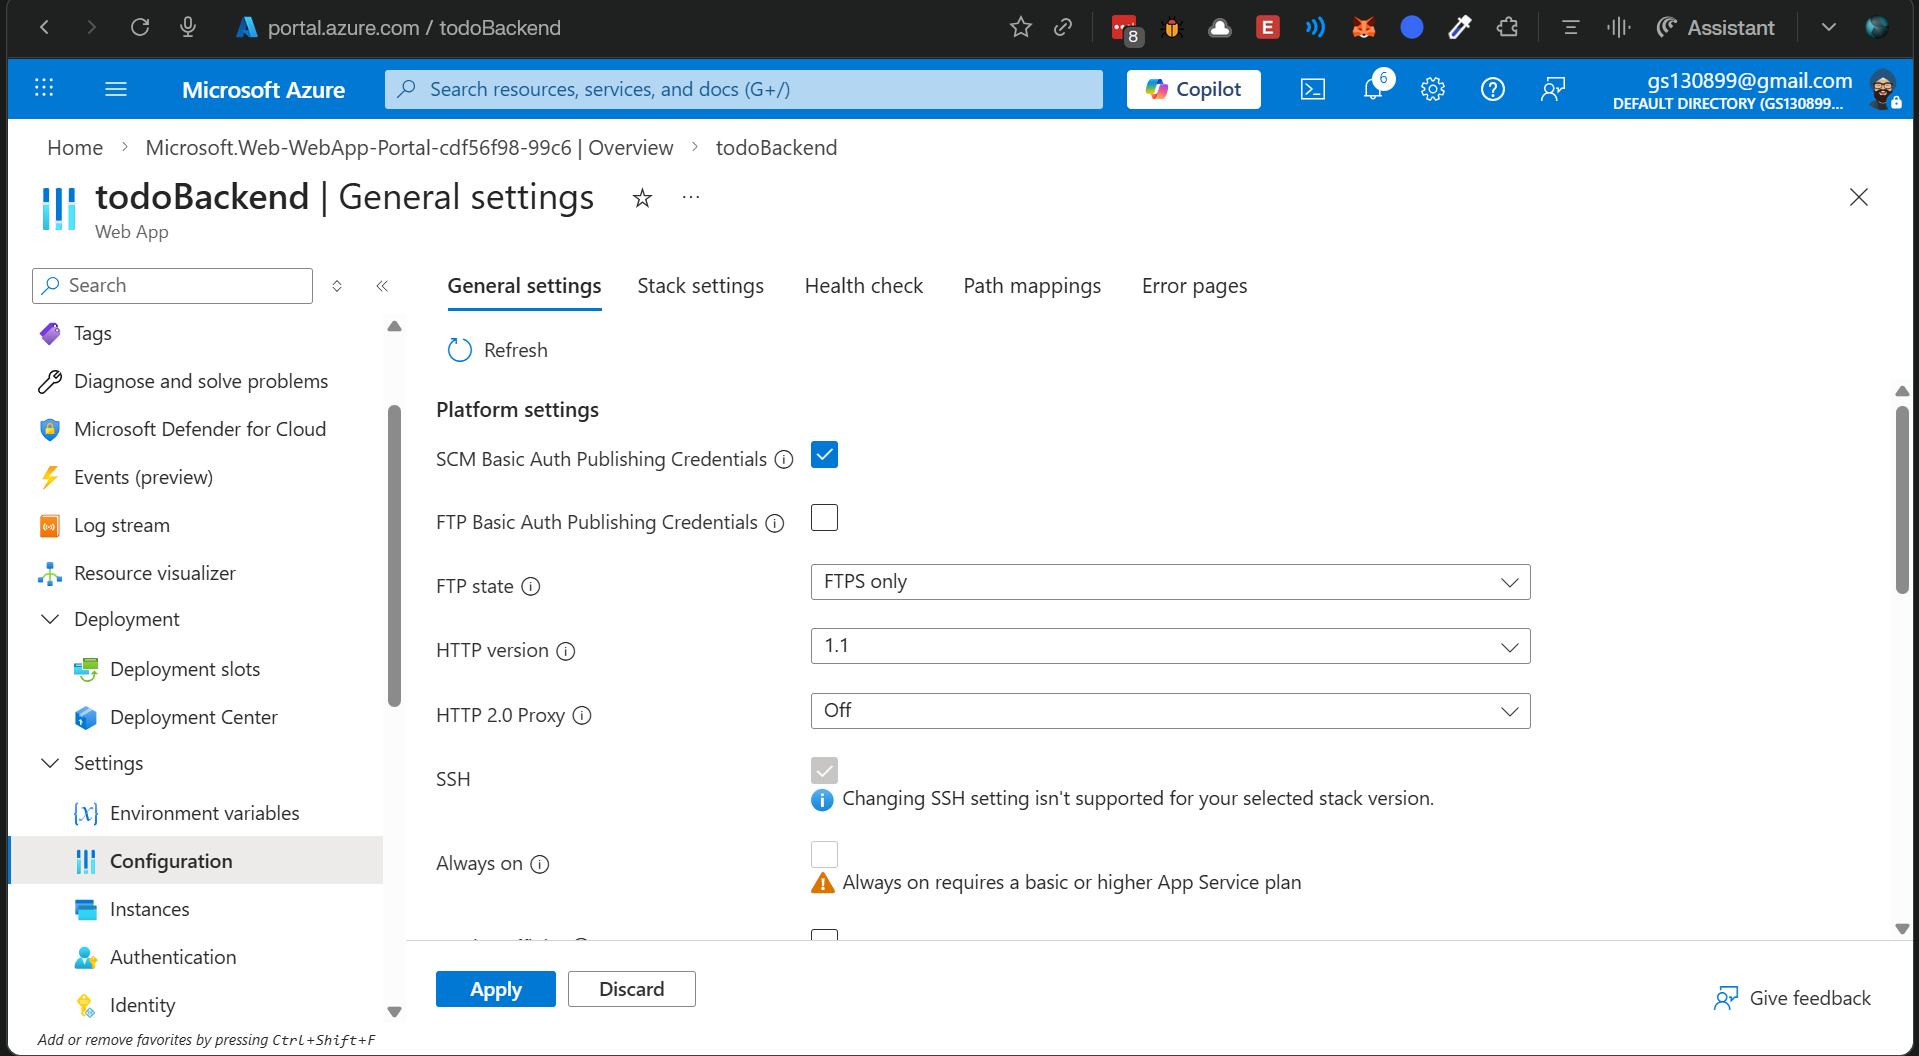 portal.azure.com / todoBackend
8
E
Assistant
Microsoft Azure
Search resources, services, and docs (G+/)
Copilot
6
gs130899@gmail.com
DEFAULT DIRECTORY (GS130899...
Home > Microsoft.Web-WebApp-Portal-cdf56f98-99c6 | Overview > todoBackend
todoBackend | General settings
Web App
Search
General settings
Stack settings
Health check
Path mappings
Error pages
Tags
Diagnose and solve problems
Microsoft Defender for Cloud
Events (preview)
Log stream
Resource visualizer
Deployment
Deployment slots
Deployment Center
Settings
Environment variables
Configuration
Instances
Authentication
Identity
Add or remove favorites by pressing Ctrl+Shift+F
Refresh
Platform settings
SCM Basic Auth Publishing Credentials
FTP Basic Auth Publishing Credentials
FTP state
FTPS only
HTTP version
1.1
HTTP 2.0 Proxy
Off
SSH
Changing SSH setting isn't supported for your selected stack version.
Always on
Always on requires a basic or higher App Service plan
Apply
Discard
Give feedback